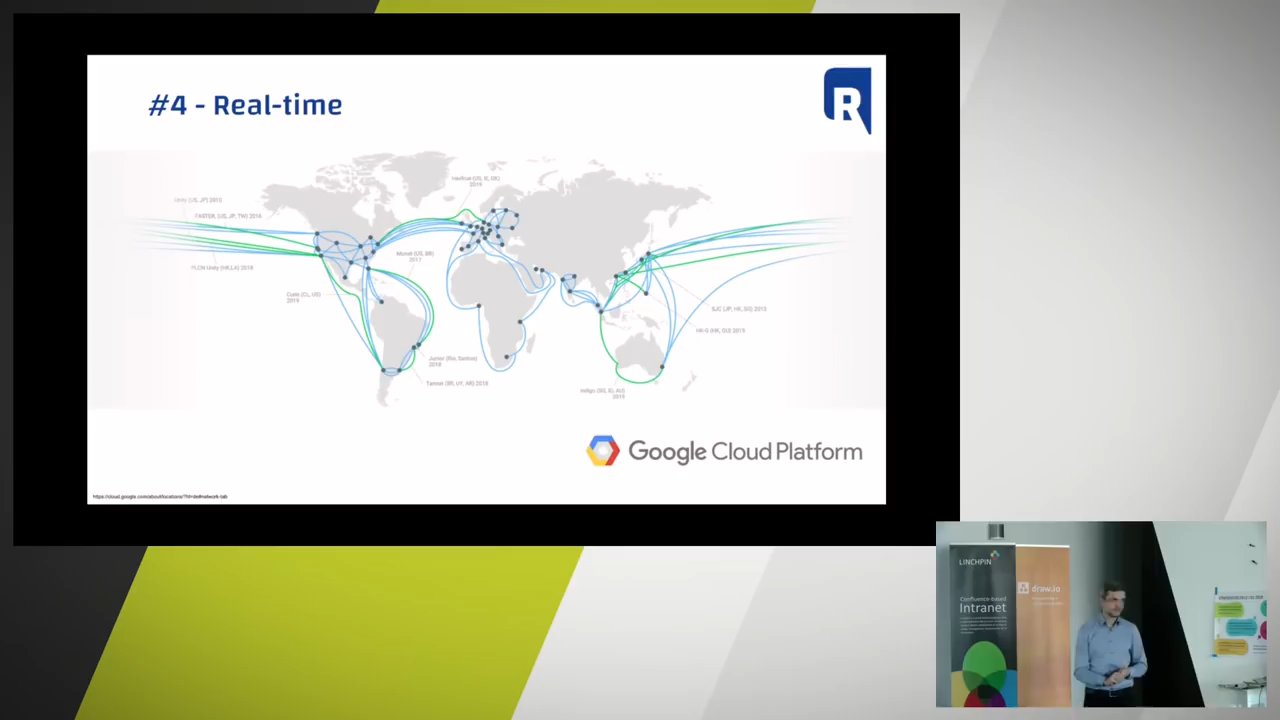 #4 - Real-time
R
Unity (US, JP) 2010
FASTER (US, JP, TW) 2016
PLCN Unity (HK,LA) 2018
Curie (CL, US)
2019
Monet (US, BR)
2017
Havfrue (US, IE, DK)
2019
Junior (Rio, Santos)
2018
Tannat (BR, UY, AR) 2018
SJC (JP, HK, SG) 2013
HK-G (HK, GU) 2019
Indigo (SG, ID, AU)
2019
Google Cloud Platform
LINCHPIN
Confluence-based
Intranet
draw.io